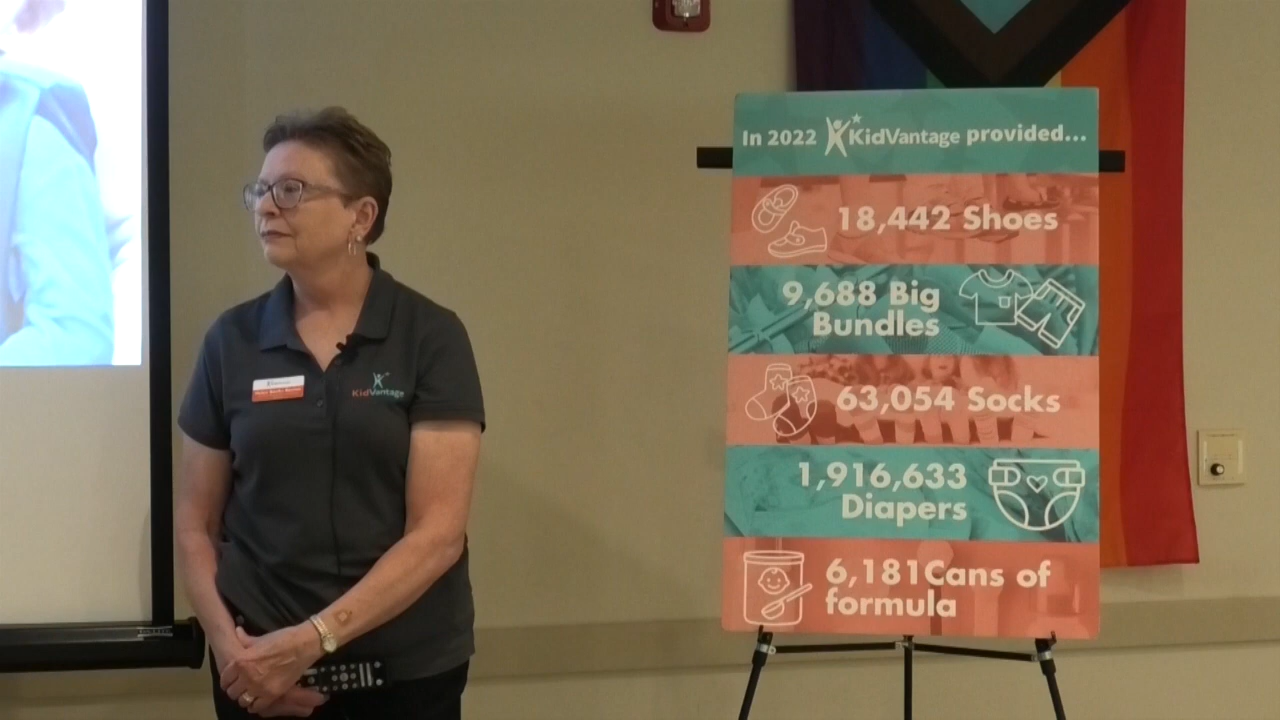 In 2022 KidVantage provided...
18,442 Shoes
9,688 Big
Bundles
63,054 Socks
1,916,633
Diapers
6,181Cans of
formula
KidVantage